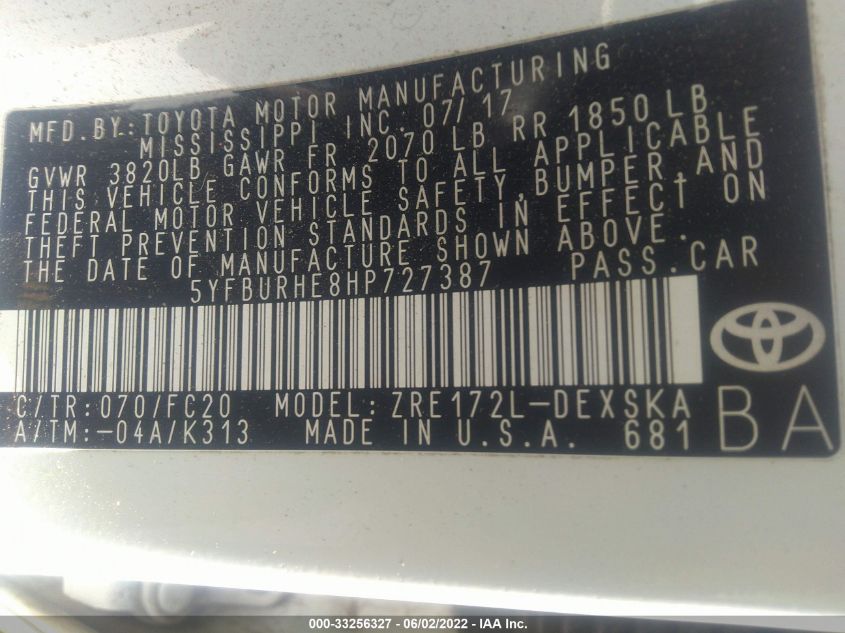 MFD.BY:TOYOTA MOTOR MANUFACTURING
MISSISSIPPI INC. 07/17
GVWR 3820LB GAWR FR 2070 LB RR 1850 LB
THIS VEHICLE CONFORMS TO ALL APPLICABLE
FEDERAL MOTOR VEHICLE SAFETY,BUMPER,AND
THEFT PREVENTION STANDARDS IN EFFECT ON
THE DATE OF MANUFACTURE SHOWN ABOVE.
5YFBURHE8HP727387 PASS.CAR
C/TR:070/FC20 MODEL:ZRE172L-DEXSKA
A/TM:-04A/K313 MADE IN U.S.A. 681
BA
000-33256327 - 06/02/2022 - IAA Inc.